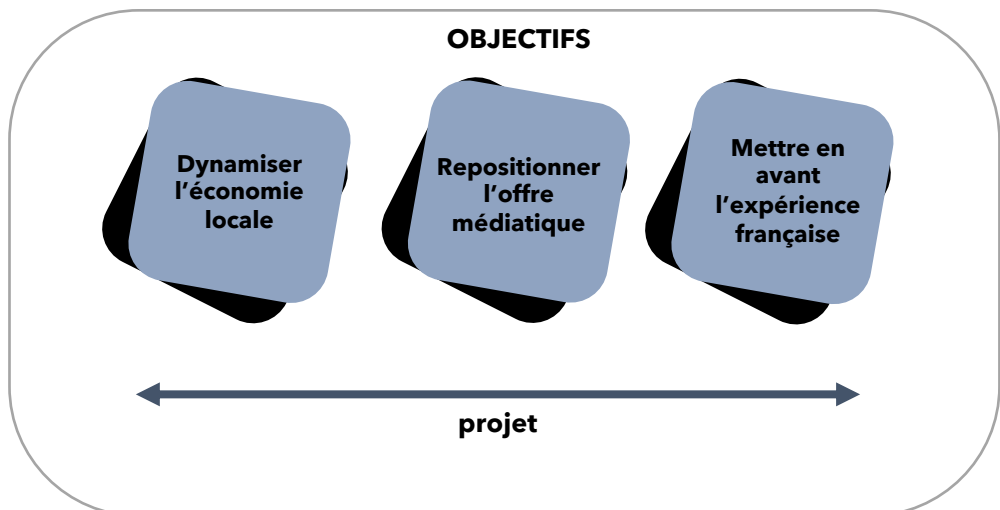 OBJECTIFS
Dynamiser
l’économie
locale
Repositionner
l’offre
médiatique
Mettre en
avant
l’expérience
française
projet